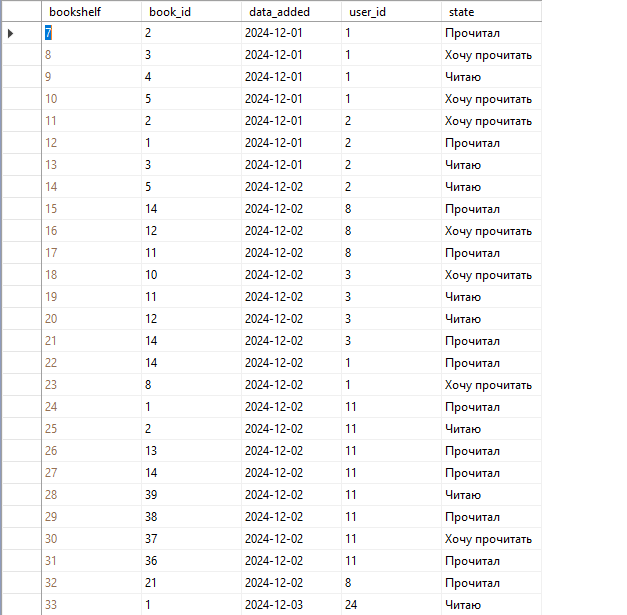 bookshelf book_id data_added user_id state
7 2 2024-12-01 1 Прочитал
8 3 2024-12-01 1 Хочу прочитать
9 4 2024-12-01 1 Читаю
10 5 2024-12-01 1 Хочу прочитать
11 2 2024-12-01 2 Хочу прочитать
12 1 2024-12-01 2 Прочитал
13 3 2024-12-01 2 Читаю
14 5 2024-12-02 2 Читаю
15 14 2024-12-02 8 Прочитал
16 12 2024-12-02 8 Хочу прочитать
17 11 2024-12-02 8 Прочитал
18 10 2024-12-02 3 Хочу прочитать
19 11 2024-12-02 3 Читаю
20 12 2024-12-02 3 Читаю
21 14 2024-12-02 3 Прочитал
22 14 2024-12-02 1 Прочитал
23 8 2024-12-02 1 Хочу прочитать
24 1 2024-12-02 11 Прочитал
25 2 2024-12-02 11 Читаю
26 13 2024-12-02 11 Прочитал
27 14 2024-12-02 11 Прочитал
28 39 2024-12-02 11 Читаю
29 38 2024-12-02 11 Прочитал
30 37 2024-12-02 11 Хочу прочитать
31 36 2024-12-02 11 Прочитал
32 21 2024-12-02 8 Прочитал
33 1 2024-12-03 24 Читаю